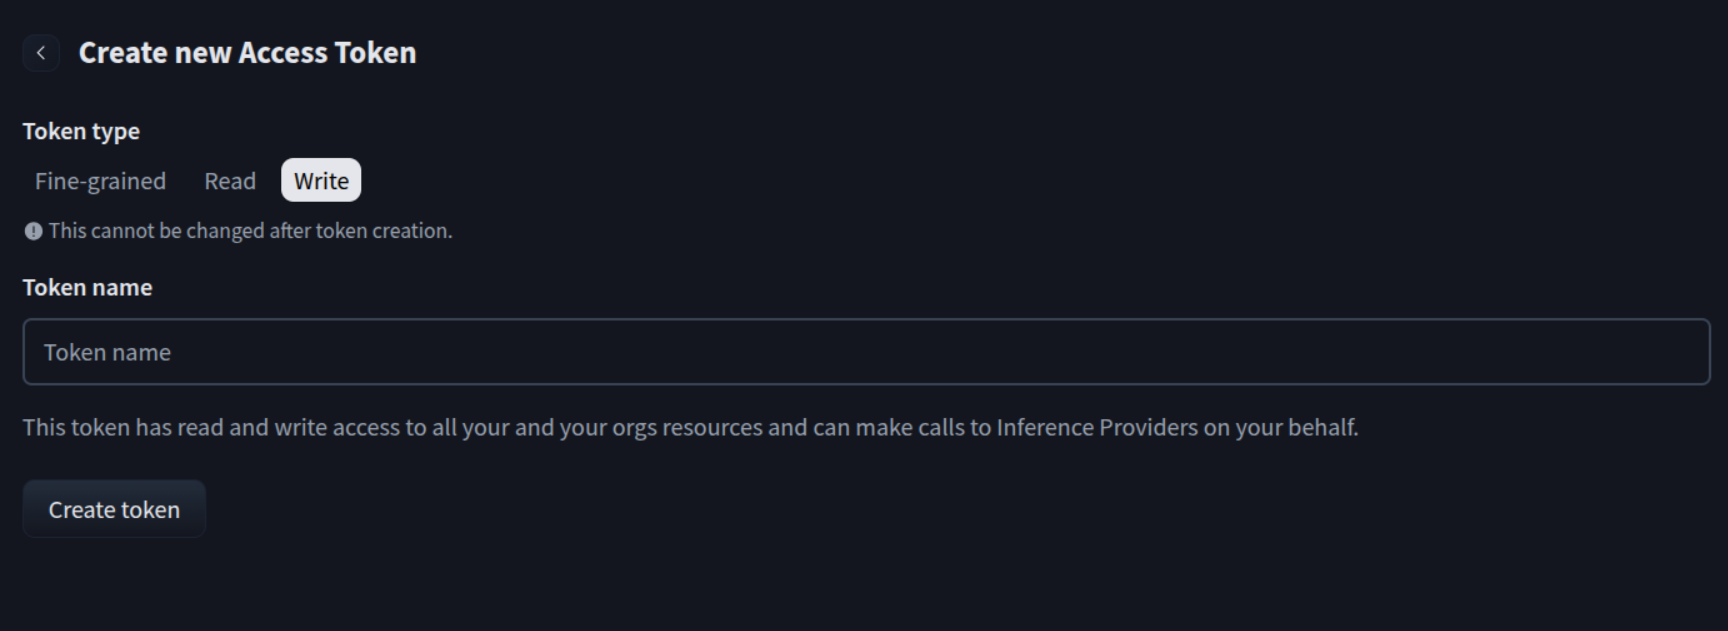 Create new Access Token
Token type
Fine-grained Read Write
This cannot be changed after token creation.
Token name
Token name
This token has read and write access to all your and your orgs resources and can make calls to Inference Providers on your behalf.
Create token